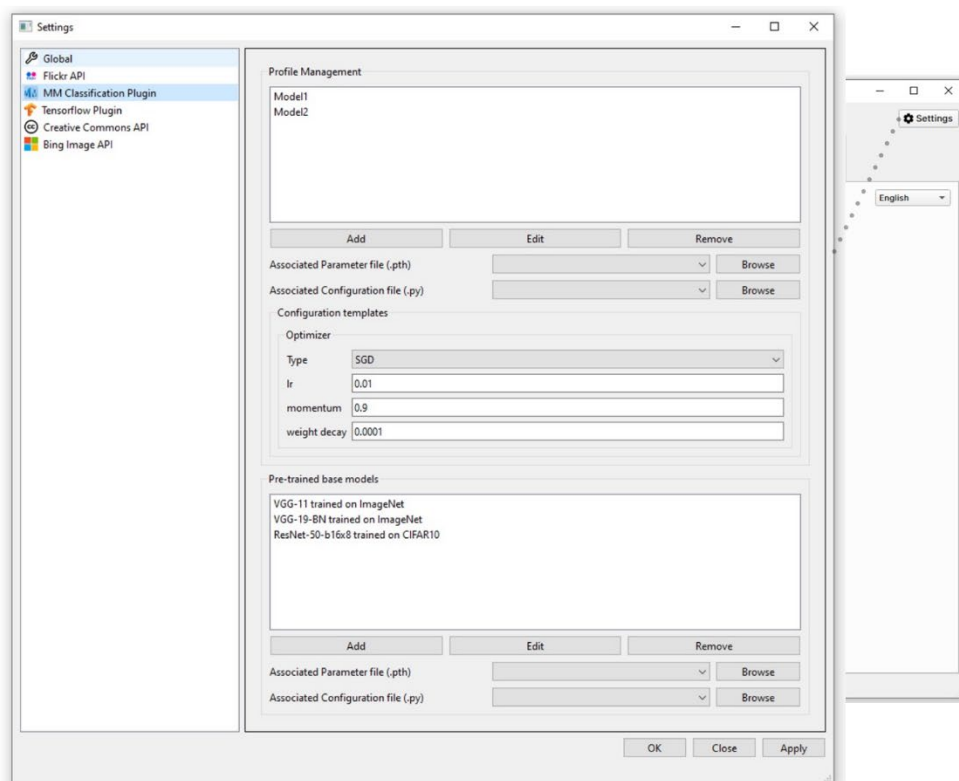 Settings
Global
Flickr API
MM Classification Plugin
Tensorflow Plugin
Creative Commons API
Bing Image API
Profile Management
Model1
Model2
Add Edit Remove
Associated Parameter file (.pth) Browse
Associated Configuration file (.py) Browse
Configuration templates
Optimizer
Type SGD
lr 0.01
momentum 0.9
weight decay 0.0001
Pre-trained base models
VGG-11 trained on ImageNet
VGG-19-BN trained on ImageNet
ResNet-50-b16x8 trained on CIFAR10
Add Edit Remove
Associated Parameter file (.pth) Browse
Associated Configuration file (.py) Browse
OK Close Apply
Settings
English